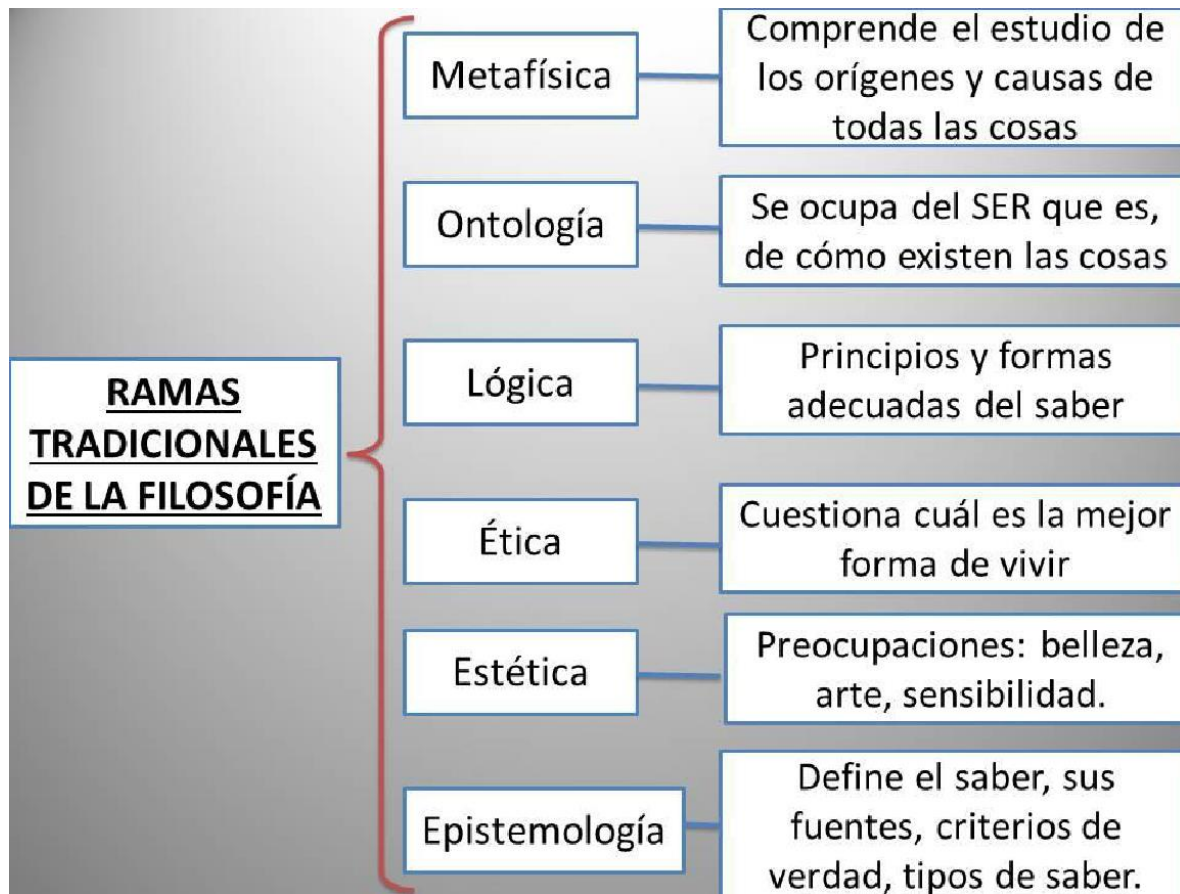 RAMAS
TRADICIONALES
DE LA FILOSOFÍA
Metafísica
Comprende el estudio de
los orígenes y causas de
todas las cosas
Ontología
Se ocupa del SER que es,
de cómo existen las cosas
Lógica
Principios y formas
adecuadas del saber
Ética
Cuestiona cuál es la mejor
forma de vivir
Estética
Preocupaciones: belleza,
arte, sensibilidad.
Epistemología
Define el saber, sus
fuentes, criterios de
verdad, tipos de saber.